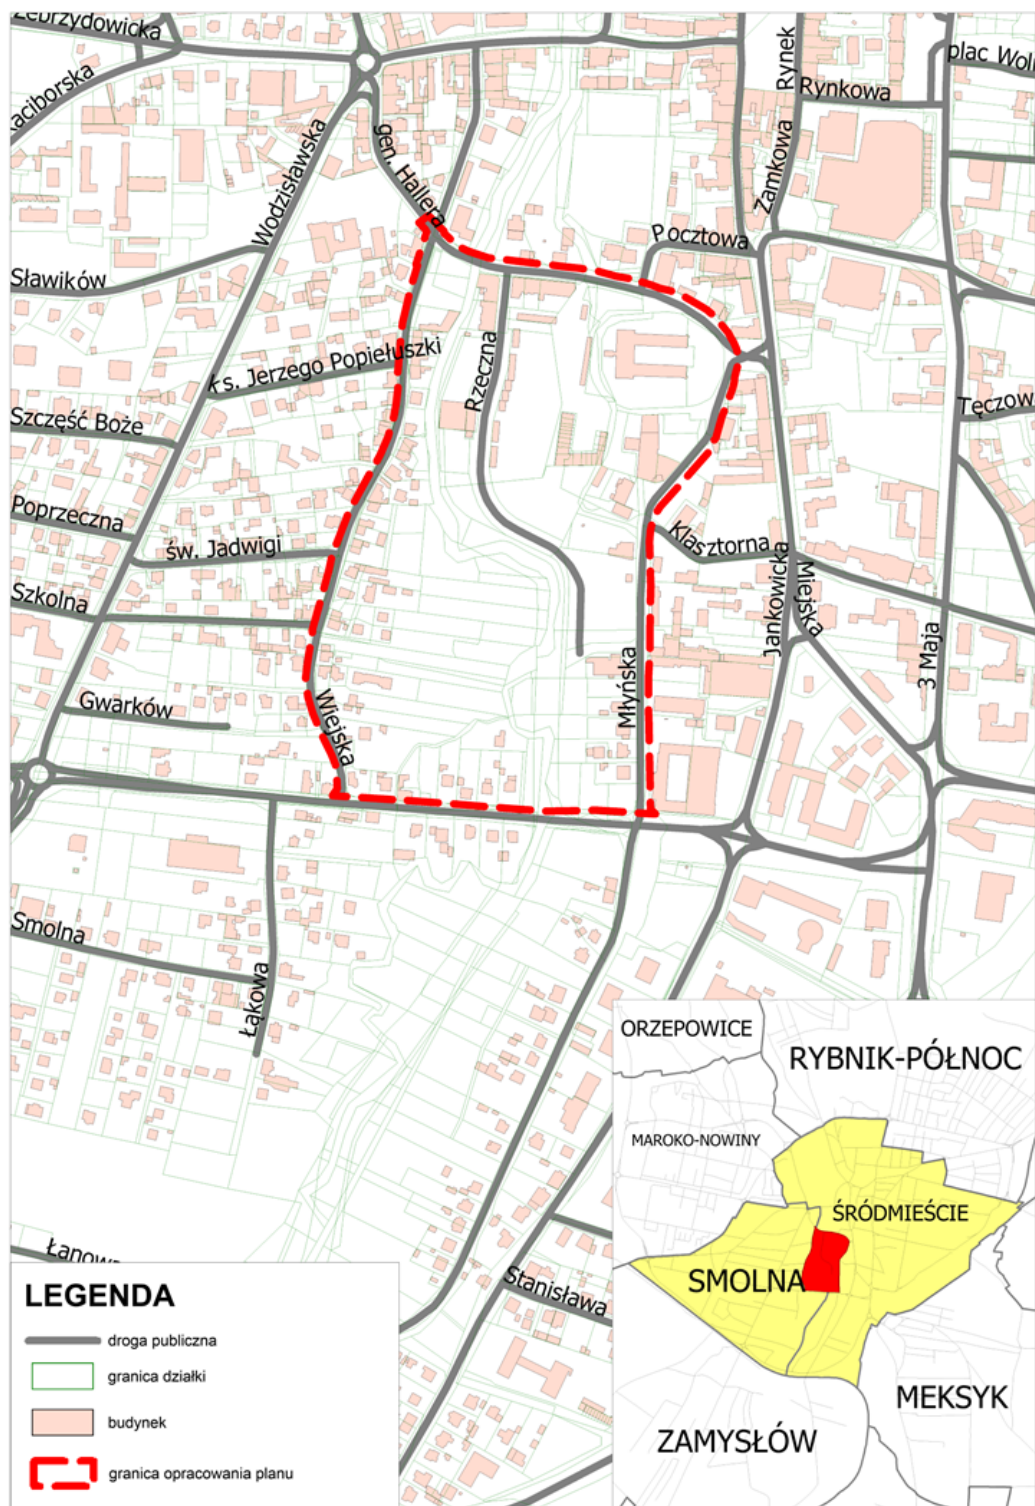 Zebrzydowicka
Raciborska
Wodzisławska
gen. Hallera
Rynek
plac Wol
Rynkowa
Zamkowa
Pocztowa
Sławików
ks. Jerzego Popiełuszki
Rzeczna
Szczęść Boże
Tęczow
Poprzeczna
św. Jadwigi
Klasztorna
Jankowicka
Miejska
Szkolna
3 Maja
Młyńska
Gwarków
Wiejska
Smolna
Łąkowa
Łanow
Stanisława
ORZEPOWICE
RYBNIK-PÓŁNOC
MAROKO-NOWINY
ŚRÓDMIEŚCIE
SMOLNA
MEKSYK
ZAMYSŁÓW
LEGENDA
droga publiczna
granica działki
budynek
granica opracowania planu